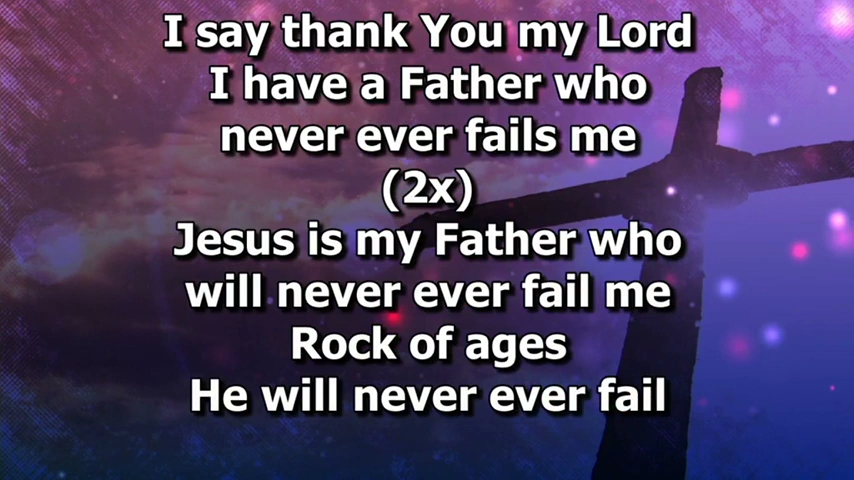 I say thank You my Lord
I have a Father who
never ever fails me
(2x)
Jesus is my Father who
will never ever fail me
Rock of ages
He will never ever fail